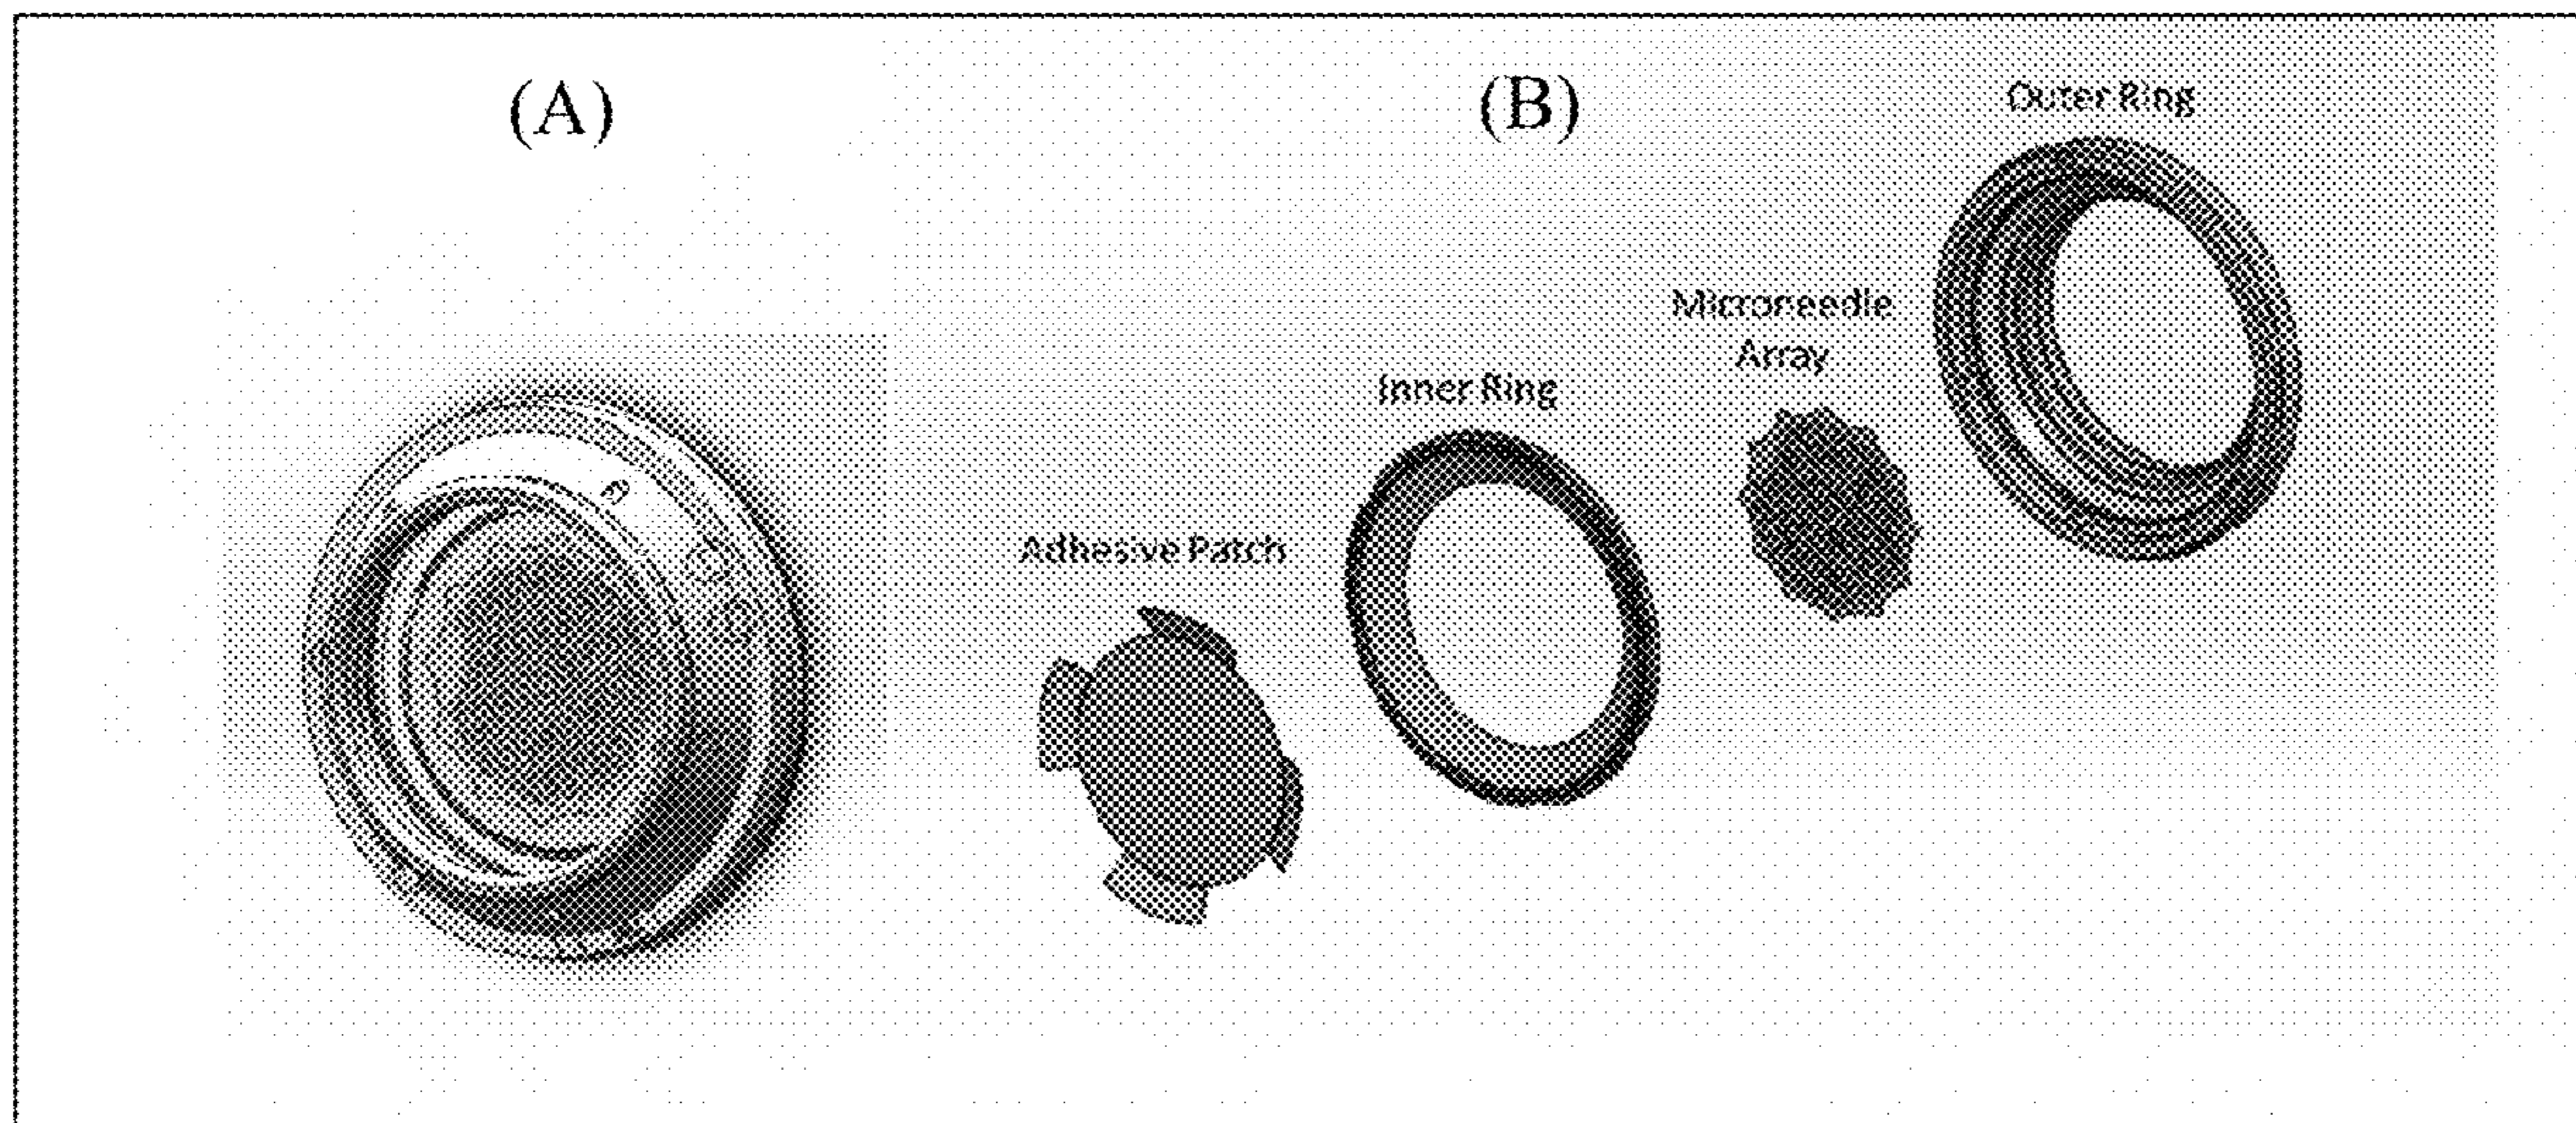 (A)
(B)
Outer Ring
Microneedle
Array
Inner Ring
Adhesive Patch